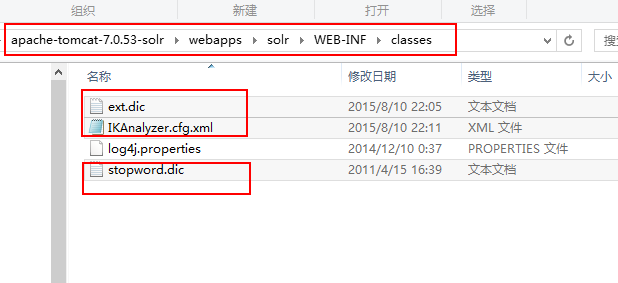 组织 新建 打开 选择
apache-tomcat-7.0.53-solr ▸ webapps ▸ solr ▸ WEB-INF ▸ classes
名称 修改日期 类型 大小
ext.dic 2015/8/10 22:05 文本文档
IKAnalyzer.cfg.xml 2015/8/10 22:11 XML 文件
log4j.properties 2014/12/10 0:37 PROPERTIES 文件
stopword.dic 2011/4/15 16:39 文本文档